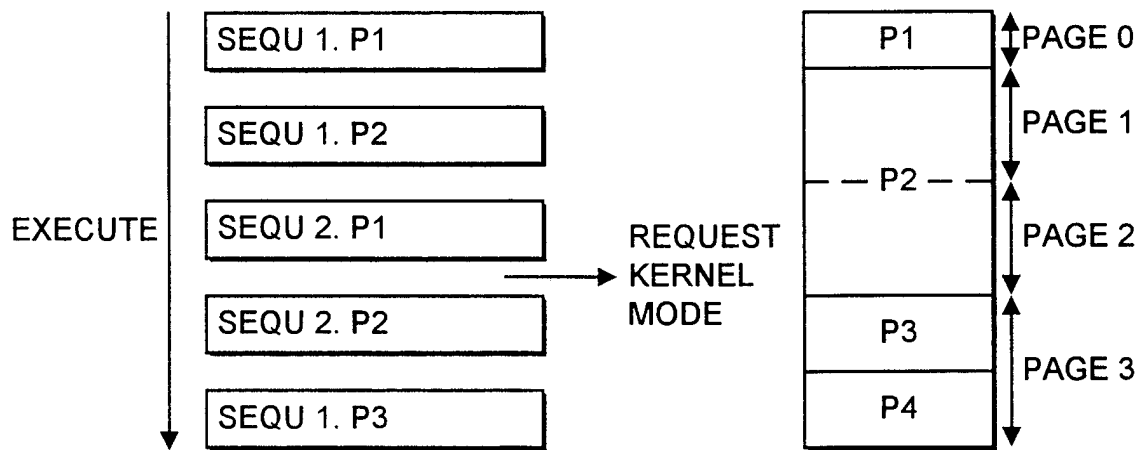 EXECUTE
SEQU 1. P1
SEQU 1. P2
SEQU 2. P1
SEQU 2. P2
SEQU 1. P3
REQUEST
KERNEL
MODE
P1
P2
P3
P4
PAGE 0
PAGE 1
PAGE 2
PAGE 3